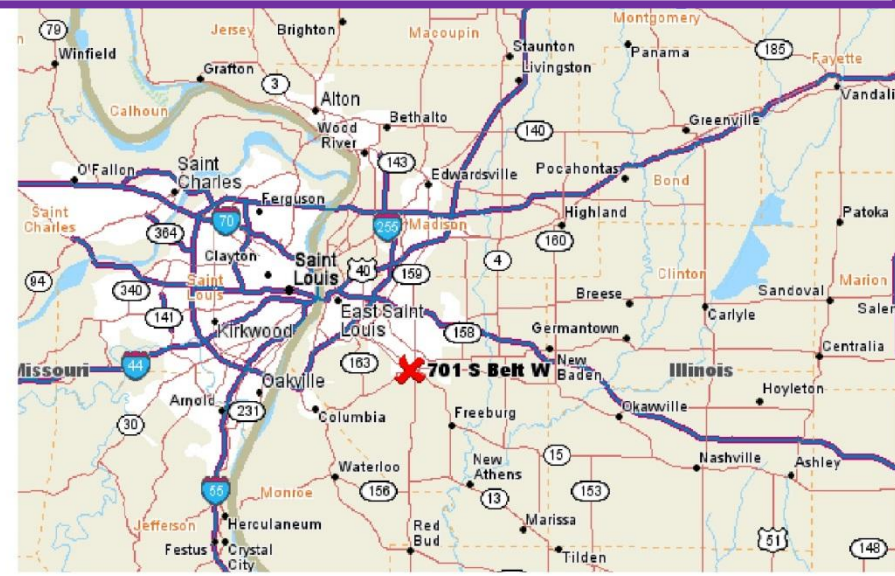 79
Winfield
Jersey
Brighton
Macoupin
Staunton
Livingston
Montgomery
Panama
185
Fayette
Vandali
Grafton
3
Alton
Calhoun
Wood
River
Bethalto
140
Greenville
O'Fallon
Saint
Charles
143
Edwardsville
Pocahontas
Bond
Ferguson
Saint
Charles
70
364
255
Madison
Highland
160
Patoka
Clayton
Saint
Louis
40
159
4
Clinton
94
340
Saint
Louis
Breese
Sandoval
Marion
Saler
141
Kirkwood
East Saint
Louis
158
Carlyle
Germantown
Centralia
Missouri
44
163
701 S Belt W
New
Baden
Illinois
Oakville
Hoyleton
Arnold
231
Columbia
Freeburg
Okawville
30
15
Nashville
Ashley
Waterloo
New
Athens
55
Monroe
156
13
153
Jefferson
Herculaneum
Red
Bud
Marissa
51
Festus
Crystal
City
Tilden
148